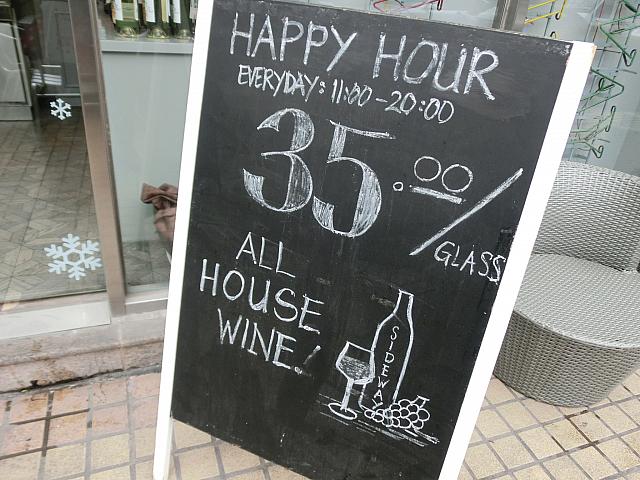 HAPPY HOUR
EVERYDAY: 11:00-20:00
35.00/
GLASS
ALL
HOUSE
WINE!
SIDEWAY